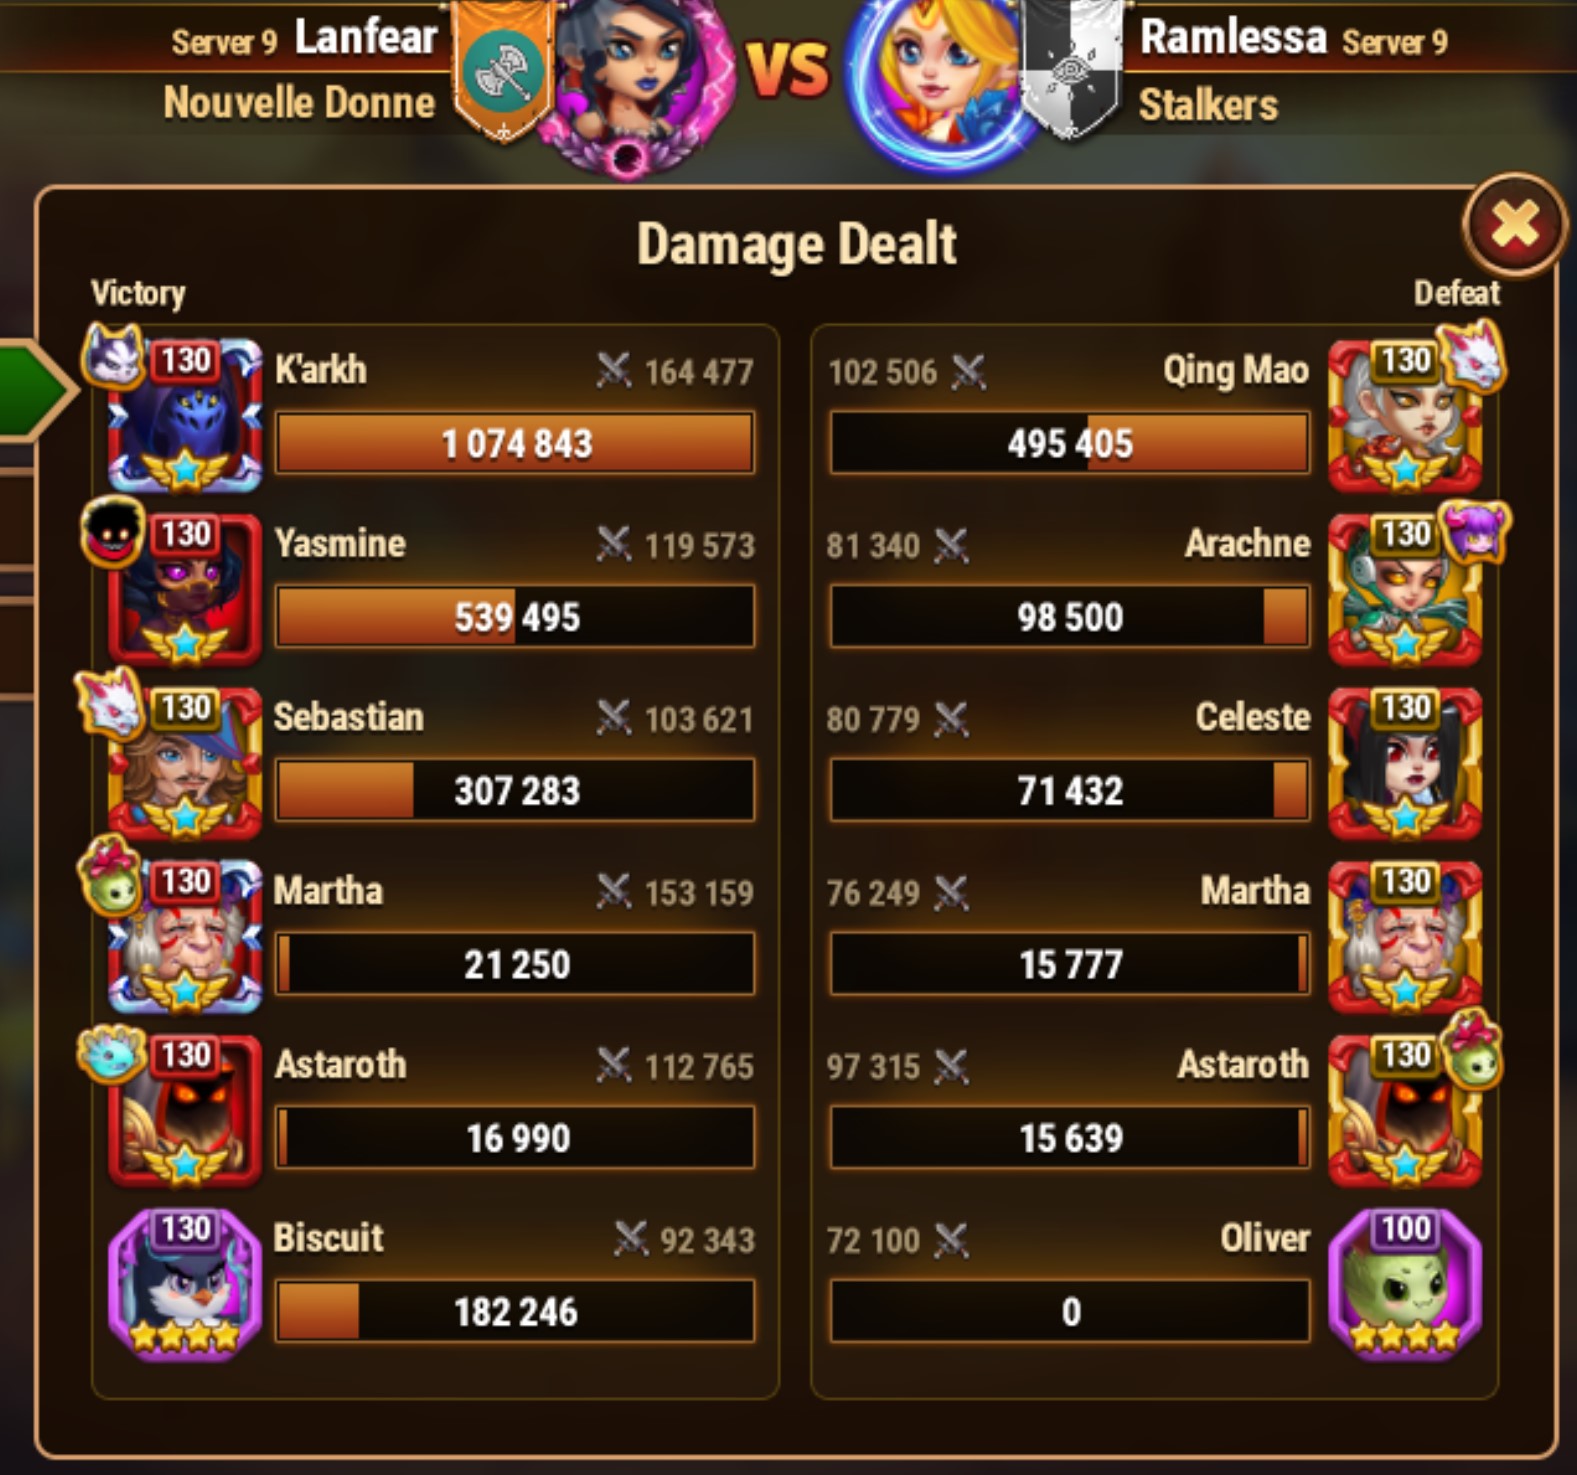 Server 9 Lanfear
Nouvelle Donne
VS
Ramlessa Server 9
Stalkers
Damage Dealt
Victory
Defeat
130 K'arkh 164 477
1 074 843
130 Yasmine 119 573
539 495
130 Sebastian 103 621
307 283
130 Martha 153 159
21 250
130 Astaroth 112 765
16 990
130 Biscuit 92 343
182 246
102 506 Qing Mao 130
495 405
81 340 Arachne 130
98 500
80 779 Celeste 130
71 432
76 249 Martha 130
15 777
97 315 Astaroth 130
15 639
72 100 Oliver 100
0